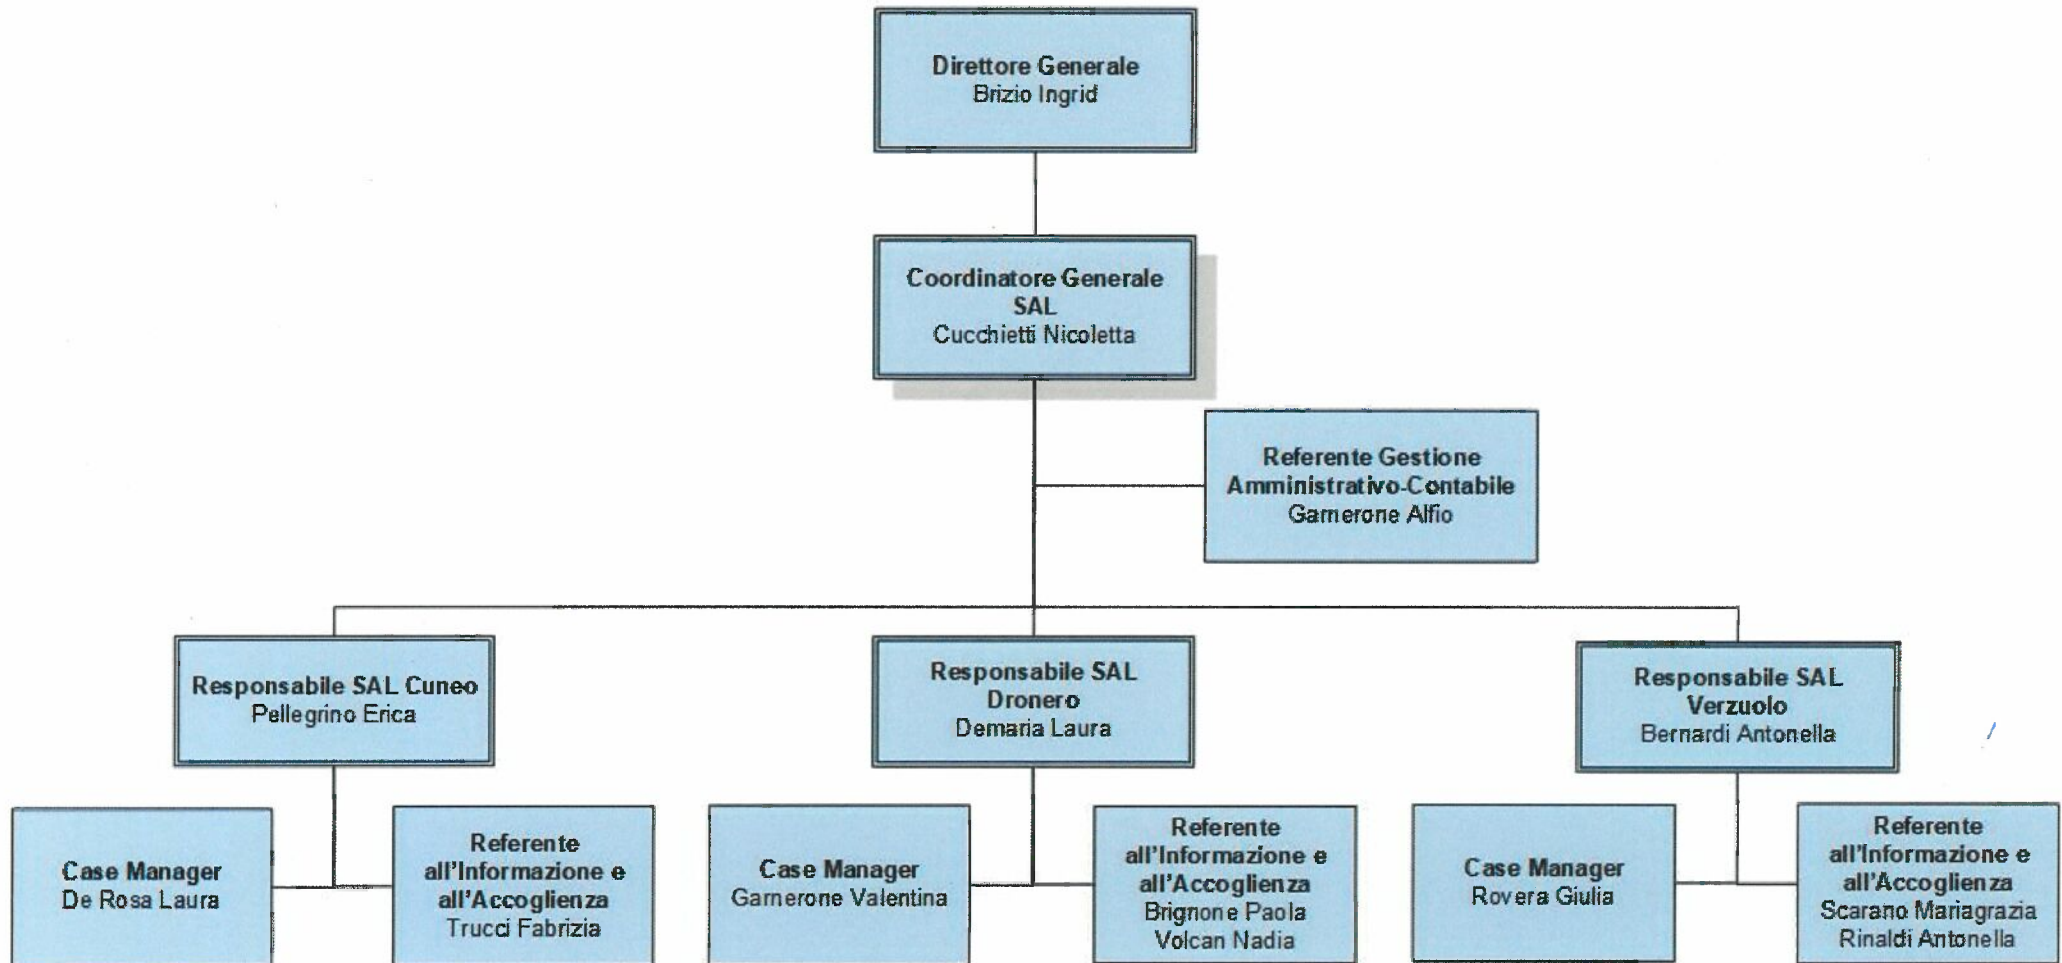 Direttore Generale
Brizio Ingrid
Coordinatore Generale
SAL
Cucchietti Nicoletta
Referente Gestione
Amministrativo-Contabile
Garnerone Alfio
Responsabile SAL Cuneo
Pellegrino Erica
Responsabile SAL
Dronero
Demaria Laura
Responsabile SAL
Verzuolo
Bernardi Antonella
Case Manager
De Rosa Laura
Referente
all'Informazione e
all'Accoglienza
Trucci Fabrizia
Case Manager
Garnerone Valentina
Referente
all'Informazione e
all'Accoglienza
Brignone Paola
Volcan Nadia
Case Manager
Rovera Giulia
Referente
all'Informazione e
all'Accoglienza
Scarano Mariagrazia
Rinaldi Antonella